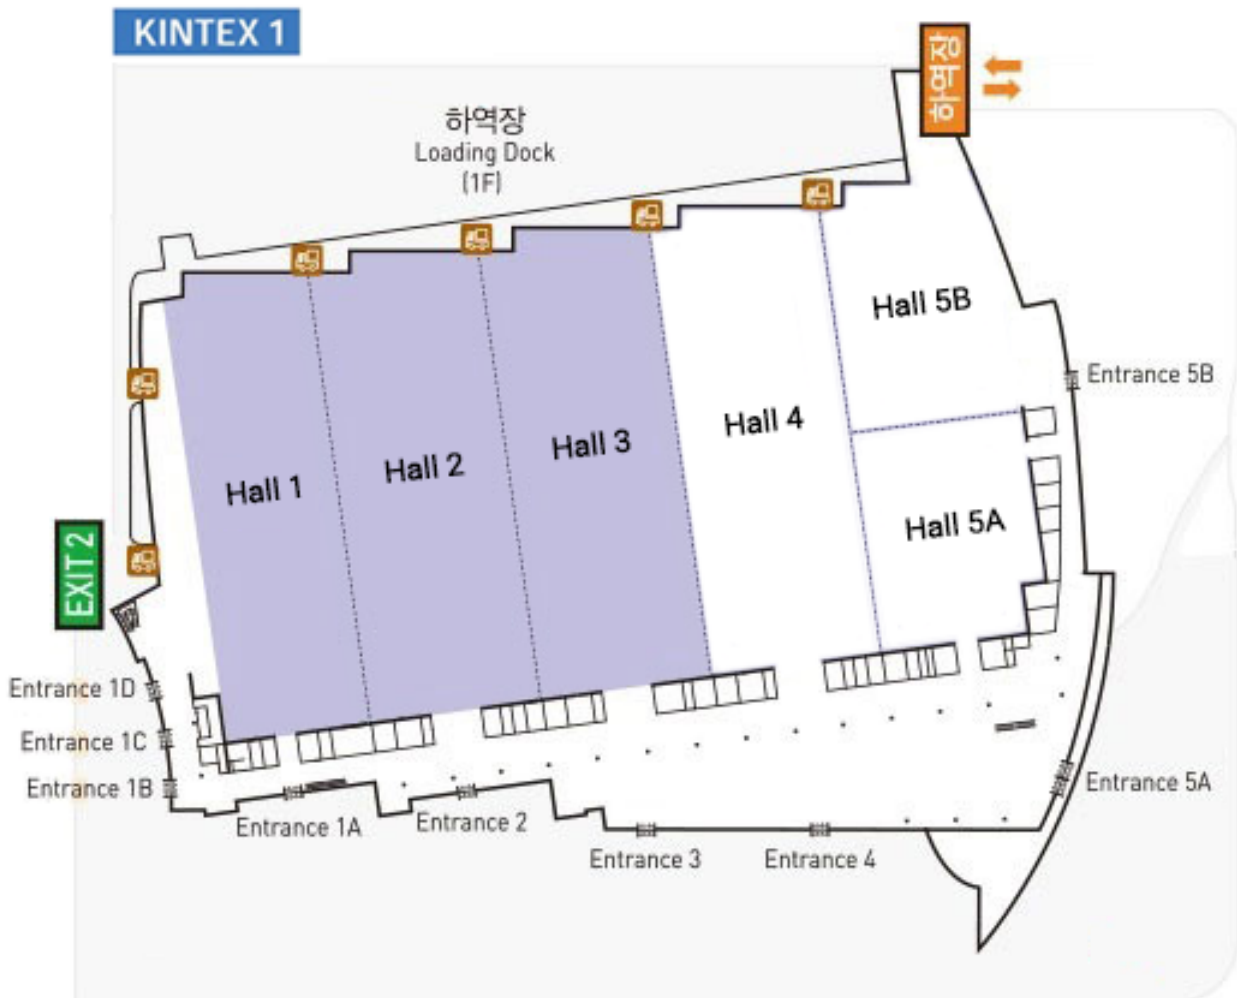 KINTEX 1
하역장
하역장
Loading Dock
(1F)
Hall 5B
Entrance 5B
Hall 4
Hall 3
Hall 2
Hall 1
Hall 5A
EXIT 2
Entrance 1D
Entrance 1C
Entrance 1B
Entrance 1A
Entrance 2
Entrance 3
Entrance 4
Entrance 5A